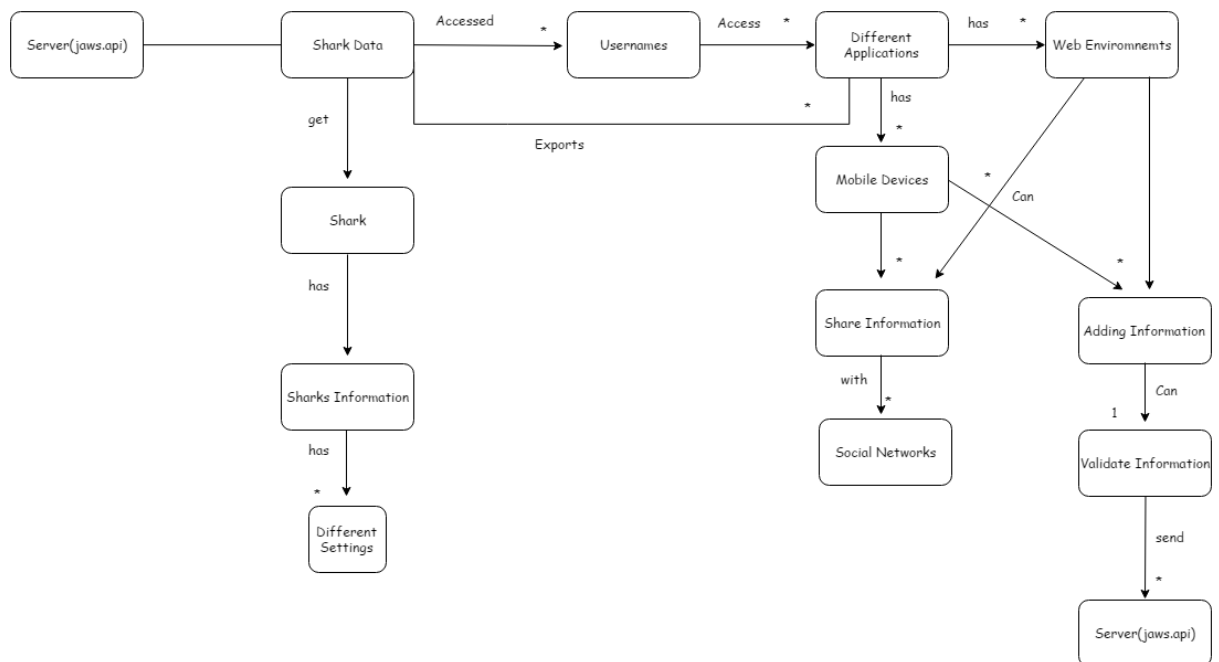 Accessed
*
Access
*
has
*
Server(jaws.api)
Shark Data
Usernames
Different
Applications
Web Enviromnemts
get
Exports
*
has
*
Shark
Mobile Devices
*
Can
has
*
*
Share Information
Adding Information
Sharks Information
with
*
Can
1
has
*
Social Networks
Validate Information
Different
Settings
send
*
Server(jaws.api)